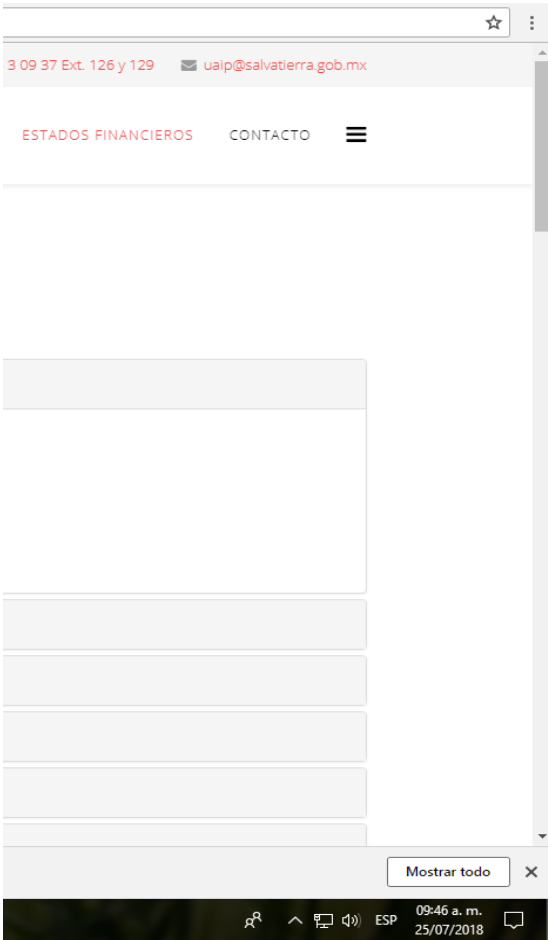 3 09 37 Ext. 126 y 129 uaip@salvatierra.gob.mx
ESTADOS FINANCIEROS CONTACTO
Mostrar todo
ESP 09:46 a. m.
25/07/2018